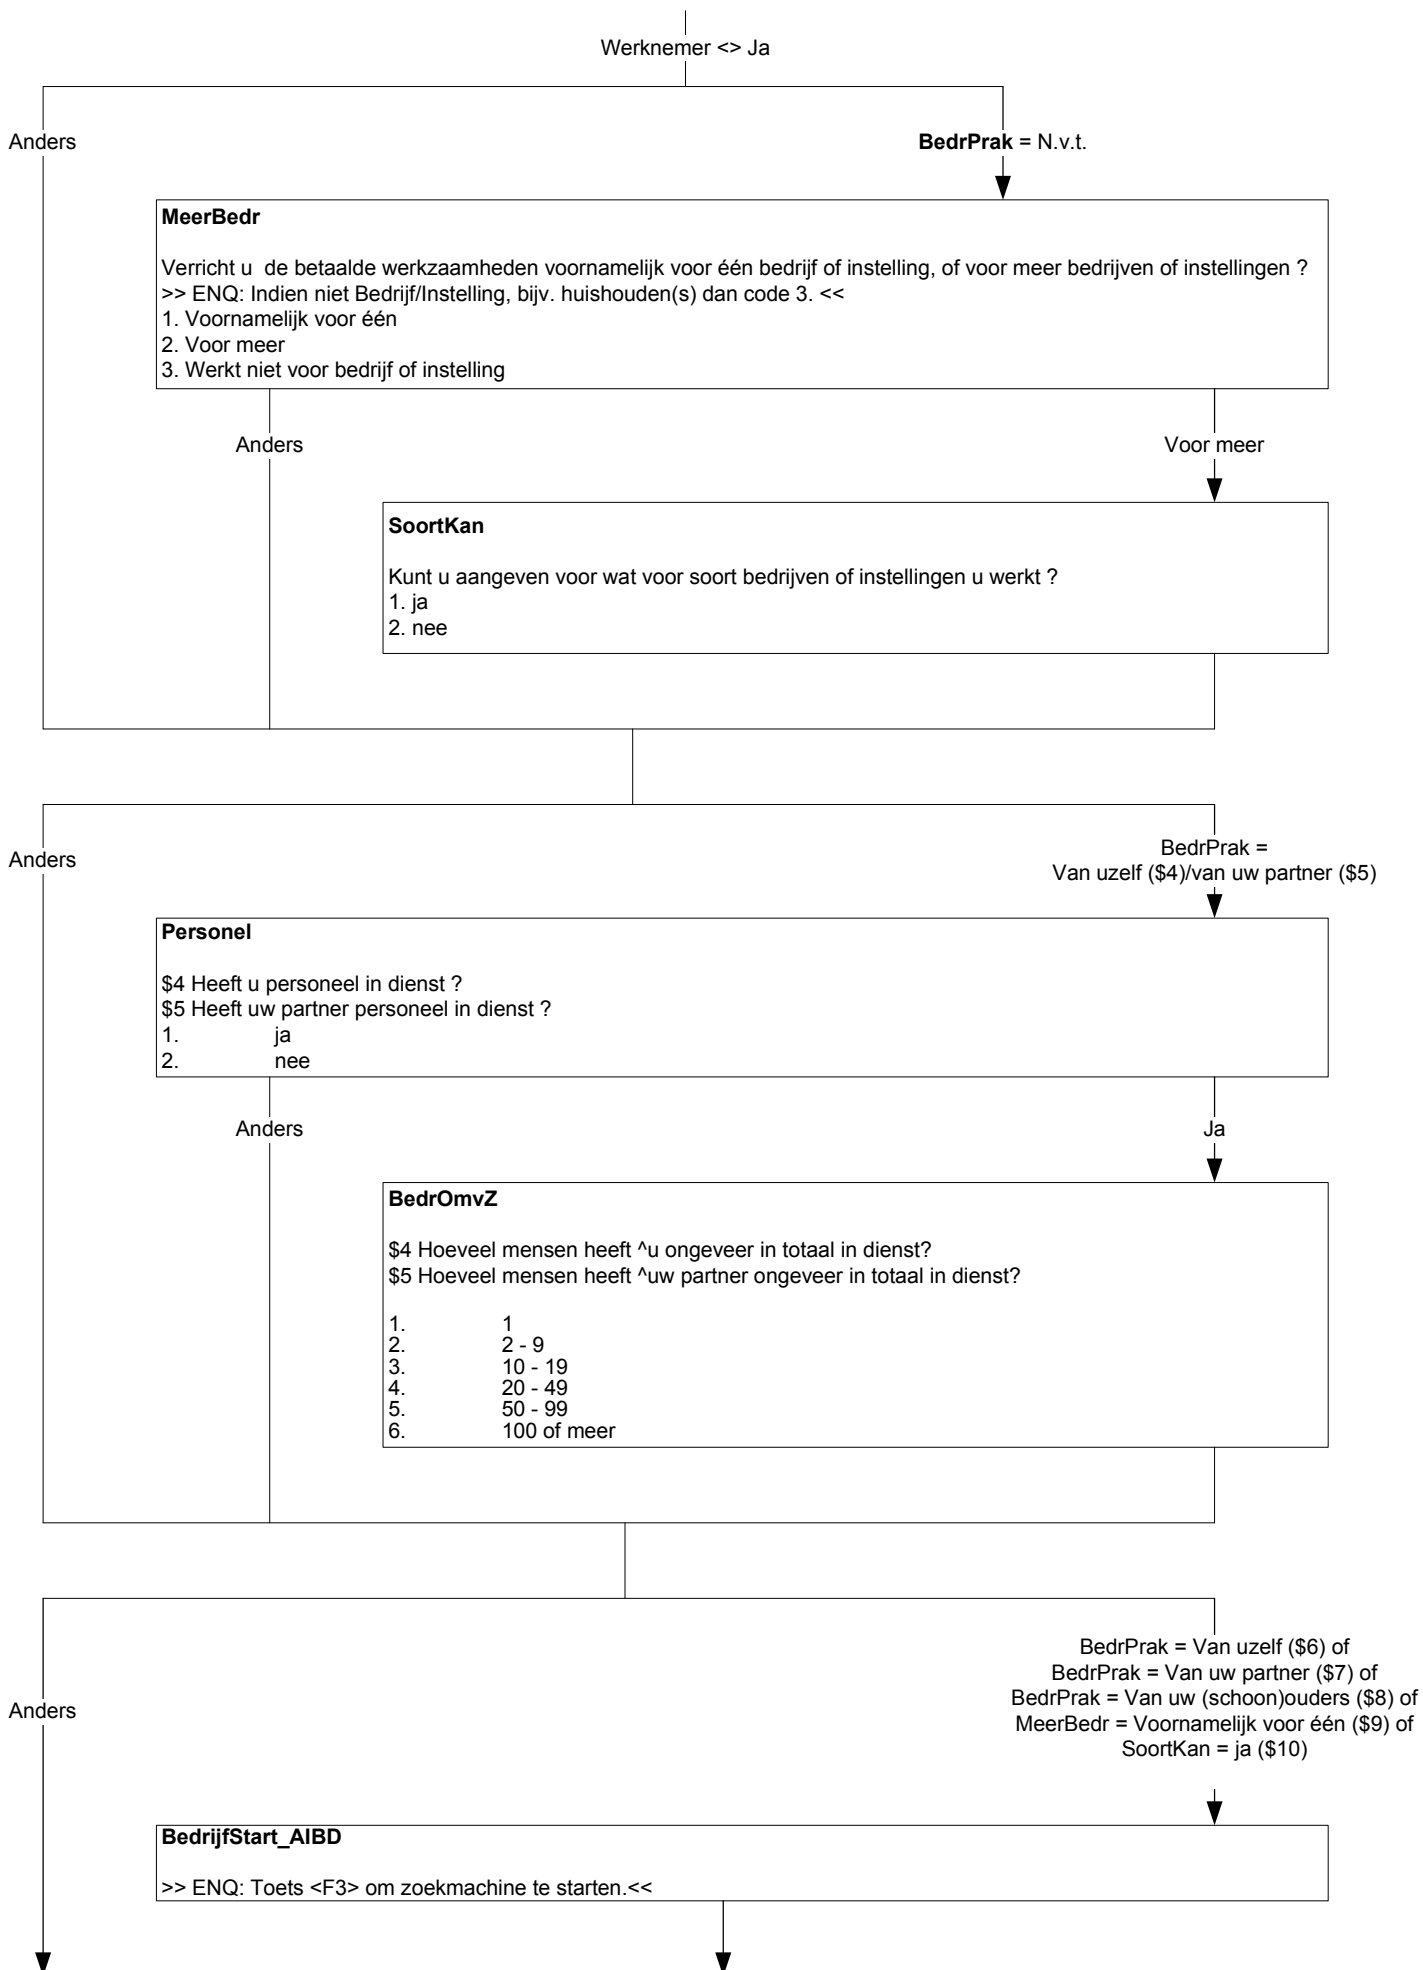 Werknemer <> Ja
Anders
BedrPrak = N.v.t.
MeerBedr
Verricht u  de betaalde werkzaamheden voornamelijk voor één bedrijf of instelling, of voor meer bedrijven of instellingen ?
>> ENQ: Indien niet Bedrijf/Instelling, bijv. huishouden(s) dan code 3. <<
1. Voornamelijk voor één
2. Voor meer
3. Werkt niet voor bedrijf of instelling
Anders
Voor meer
SoortKan
Kunt u aangeven voor wat voor soort bedrijven of instellingen u werkt ?
1. ja
2. nee
Anders
BedrPrak =
Van uzelf ($4)/van uw partner ($5)
Personel
$4 Heeft u personeel in dienst ?
$5 Heeft uw partner personeel in dienst ?
1. ja
2. nee
Anders
Ja
BedrOmvZ
$4 Hoeveel mensen heeft ^u ongeveer in totaal in dienst?
$5 Hoeveel mensen heeft ^uw partner ongeveer in totaal in dienst?
1. 1
2. 2 - 9
3. 10 - 19
4. 20 - 49
5. 50 - 99
6. 100 of meer
Anders
BedrPrak = Van uzelf ($6) of
BedrPrak = Van uw partner ($7) of
BedrPrak = Van uw (schoon)ouders ($8) of
MeerBedr = Voornamelijk voor één ($9) of
SoortKan = ja ($10)
BedrijfStart_AIBD
>> ENQ: Toets <F3> om zoekmachine te starten.<<